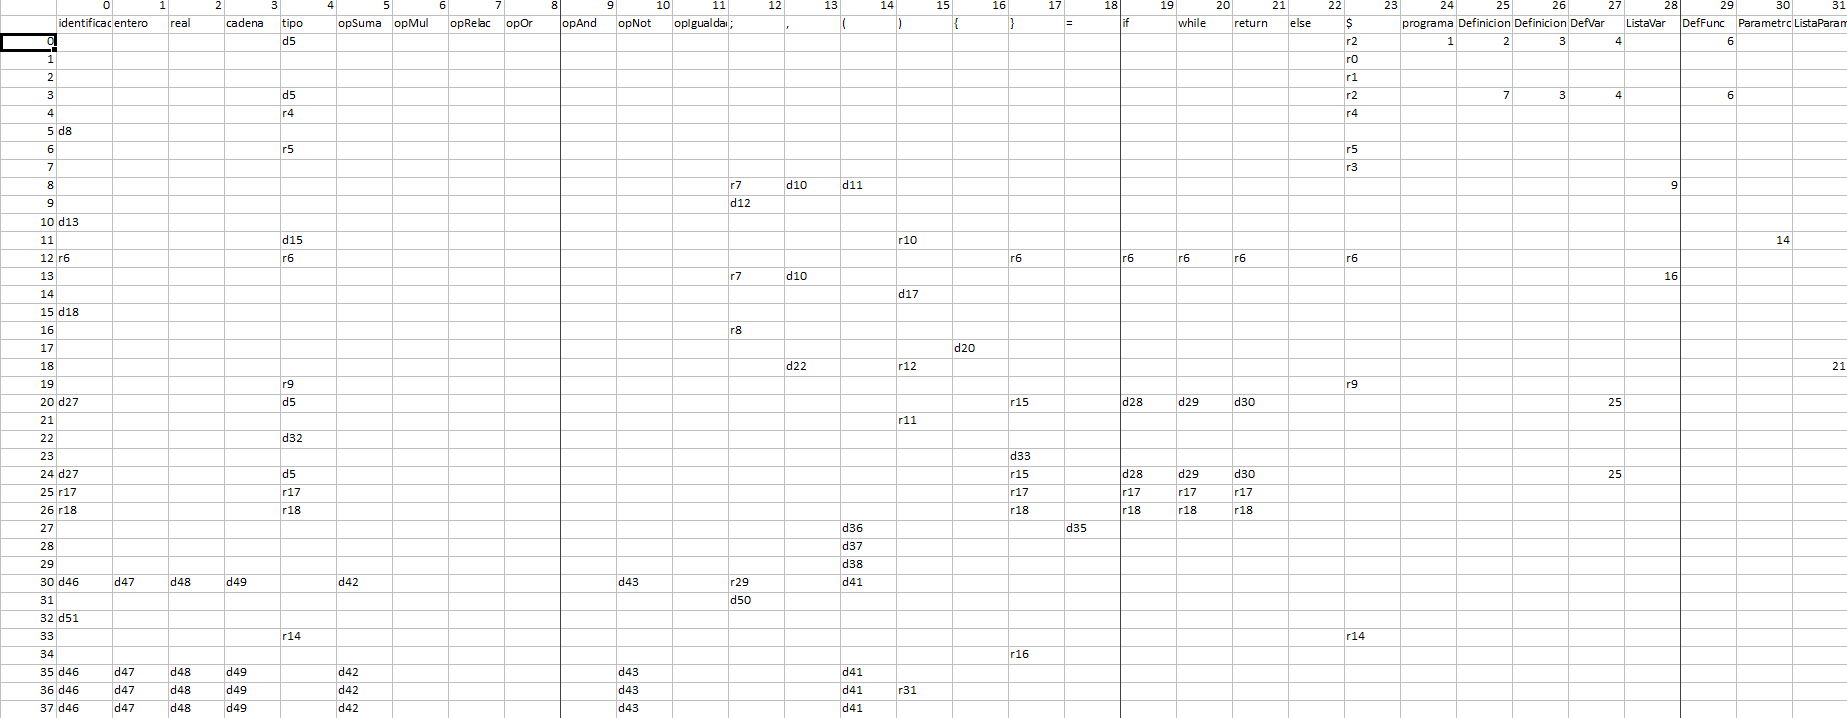 0 1 2 3 4 5 6 7 8 9 10 11 12 13 14 15 16 17 18 19 20 21 22 23 24 25 26 27 28 29 30 31
identificac entero real cadena tipo opSuma opMul opRelac opOr opAnd opNot opIgualda ; , ( ) { } = if while return else $ programa Definicion Definicion DefVar ListaVar DefFunc Parametro ListaParam
0 d5 r2 1 2 3 4 6
1 r0
2 r1
3 d5 r2 7 3 4 6
4 r4 r4
5 d8
6 r5 r5
7 r3
8 r7 d10 d11 9
9 d12
10 d13
11 d15 r10 14
12 r6 r6 r6 r6 r6 r6 r6
13 r7 d10 16
14 d17
15 d18
16 r8
17 d20
18 d22 r12 21
19 r9 r9
20 d27 d5 r15 d28 d29 d30 25
21 r11
22 d32
23 d33
24 d27 d5 r15 d28 d29 d30 25
25 r17 r17 r17 r17 r17 r17
26 r18 r18 r18 r18 r18 r18
27 d36 d35
28 d37
29 d38
30 d46 d47 d48 d49 d42 d43 r29 d41
31 d50
32 d51
33 r14 r14
34 r16
35 d46 d47 d48 d49 d42 d43 d41
36 d46 d47 d48 d49 d42 d43 d41 r31
37 d46 d47 d48 d49 d42 d43 d41